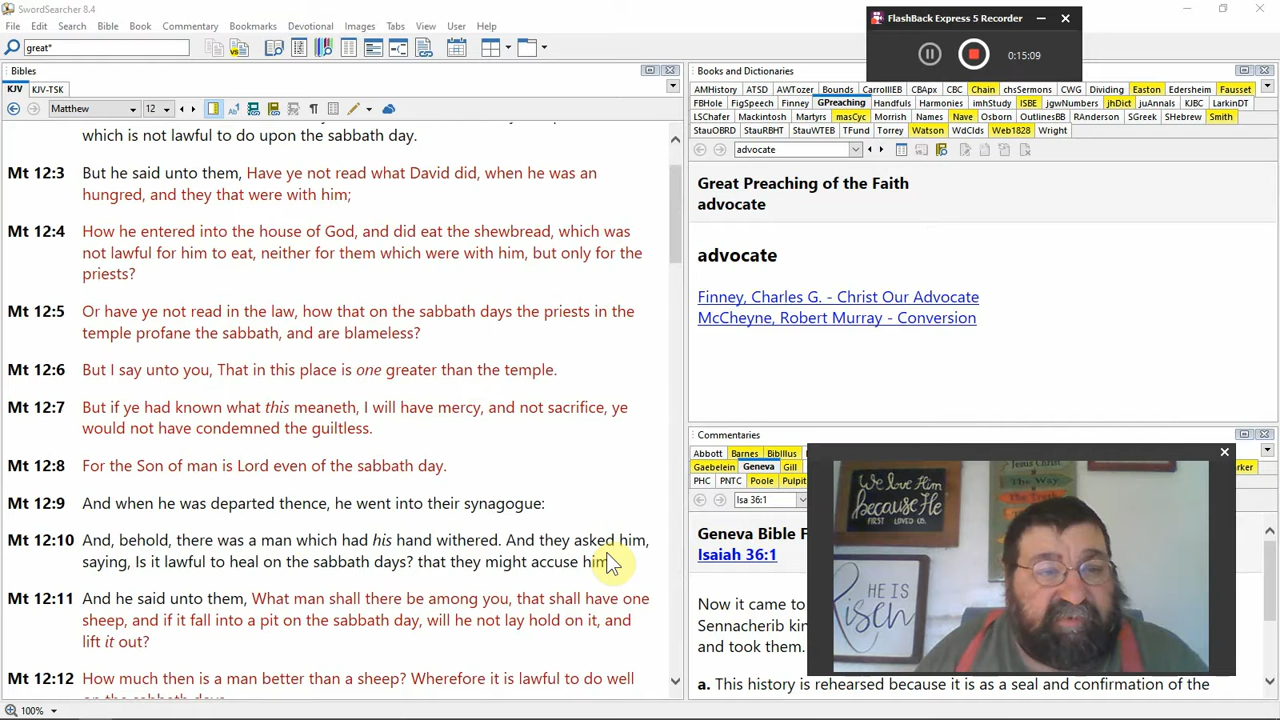 SwordSearcher 8.4
File Edit Search Bible Book Commentary Bookmarks Devotional Images Tabs View User Help
great*
VS
Bibles
KJV KJV-TSK
Matthew 12
which is not lawful to do upon the sabbath day.
Mt 12:3 But he said unto them, Have ye not read what David did, when he was an
hungred, and they that were with him;
Mt 12:4 How he entered into the house of God, and did eat the shewbread, which was
not lawful for him to eat, neither for them which were with him, but only for the
priests?
Mt 12:5 Or have ye not read in the law, how that on the sabbath days the priests in the
temple profane the sabbath, and are blameless?
Mt 12:6 But I say unto you, That in this place is one greater than the temple.
Mt 12:7 But if ye had known what this meaneth, I will have mercy, and not sacrifice, ye
would not have condemned the guiltless.
Mt 12:8 For the Son of man is Lord even of the sabbath day.
Mt 12:9 And when he was departed thence, he went into their synagogue:
Mt 12:10 And, behold, there was a man which had his hand withered. And they asked him,
saying, Is it lawful to heal on the sabbath days? that they might accuse him
Mt 12:11 And he said unto them, What man shall there be among you, that shall have one
sheep, and if it fall into a pit on the sabbath day, will he not lay hold on it, and
lift it out?
Mt 12:12 How much then is a man better than a sheep? Wherefore it is lawful to do well
on the sabbath days.
100%
FlashBack Express 5 Recorder
0:15:09
Books and Dictionaries
AMHistory ATSD AWTozer Bounds CarrollIEB CBApx CBC Chain chsSermons CWG Dividing Easton Edersheim Fausset
FBHole FigSpeech Finney GPreaching Handfuls Harmonies imhStudy ISBE jgwNumbers jhDict juAnnals KJBC LarkinDT
LSChafer Mackintosh Martyrs masCyc Morrish Names Nave Osborn OutlinesBB RAnderson SGreek SHebrew Smith
StauOBRD StauRBHT StauWTEB TFund Torrey Watson WdClds Web1828 Wright
advocate
Great Preaching of the Faith
advocate
advocate
Finney, Charles G. - Christ Our Advocate
McCheyne, Robert Murray - Conversion
Commentaries
Abbott Barnes BibIllus
Gaebelein Geneva Gill
PHC PNTC Poole Pulpit
Isa 36:1
Geneva Bible F
Isaiah 36:1
Now it came to
Sennacherib kin
and took them.
a. This history is rehearsed because it is as a seal and confirmation of the
We love Him
because He
FIRST LOVED US.
Jesus Christ
The Way
The Truth
HE IS
Risen